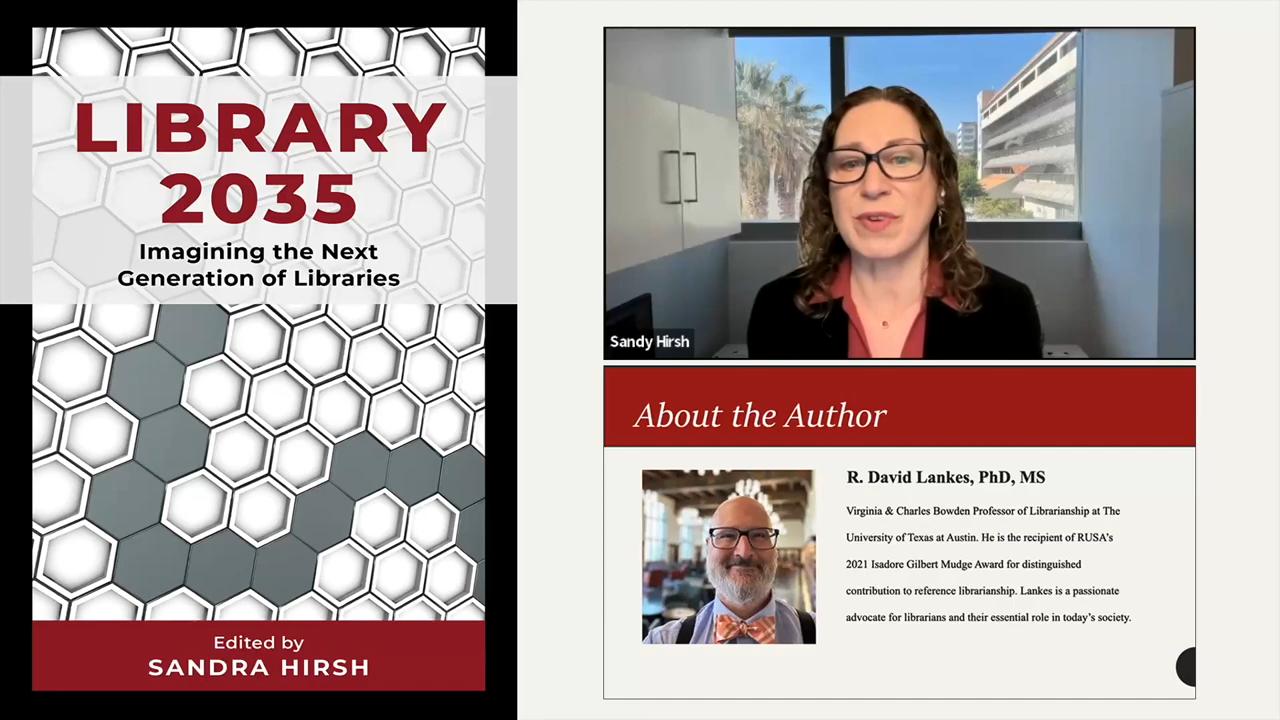 LIBRARY
2035
Imagining the Next
Generation of Libraries
Edited by
SANDRA HIRSH
Sandy Hirsh
About the Author
R. David Lankes, PhD, MS
Virginia & Charles Bowden Professor of Librarianship at The
University of Texas at Austin. He is the recipient of RUSA's
2021 Isadore Gilbert Mudge Award for distinguished
contribution to reference librarianship. Lankes is a passionate
advocate for librarians and their essential role in today's society.